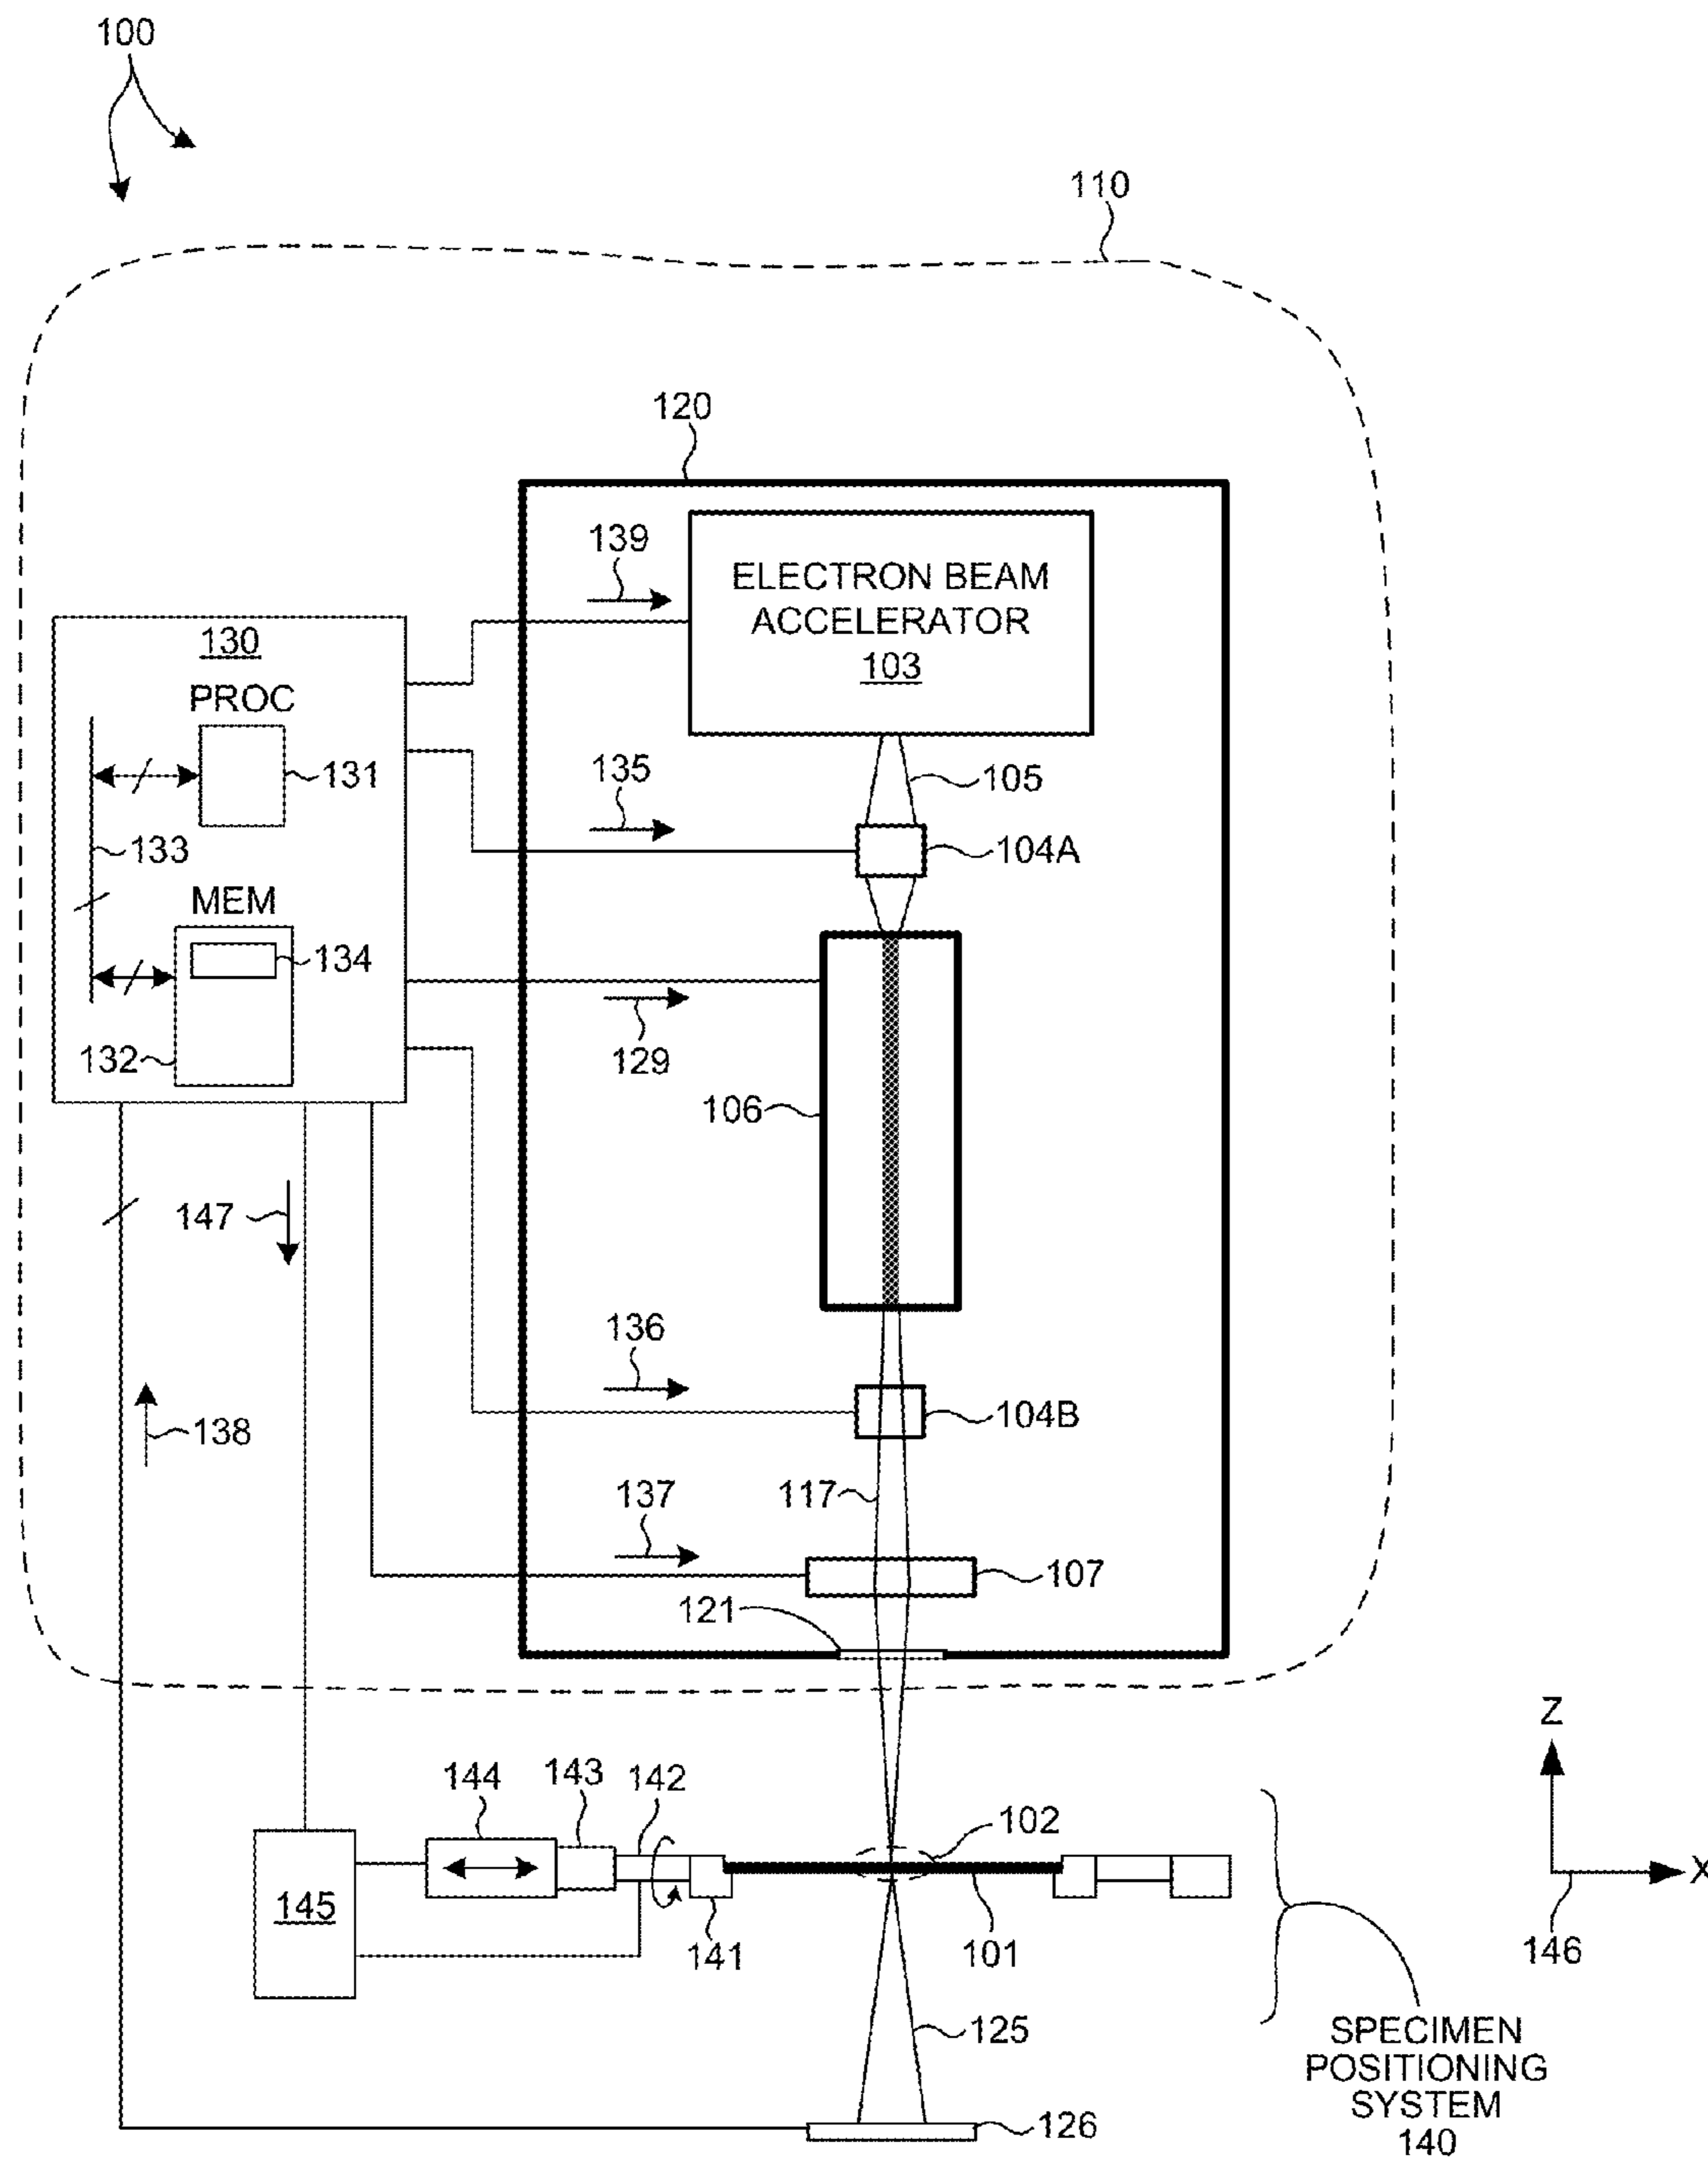 100
110
120
139
ELECTRON BEAM
ACCELERATOR
103
130
PROC
131
135
105
133
104A
MEM
134
129
132
106
147
136
138
104B
117
137
107
121
Z
144
143
142
102
X
145
141
101
146
125
SPECIMEN
POSITIONING
SYSTEM
140
126